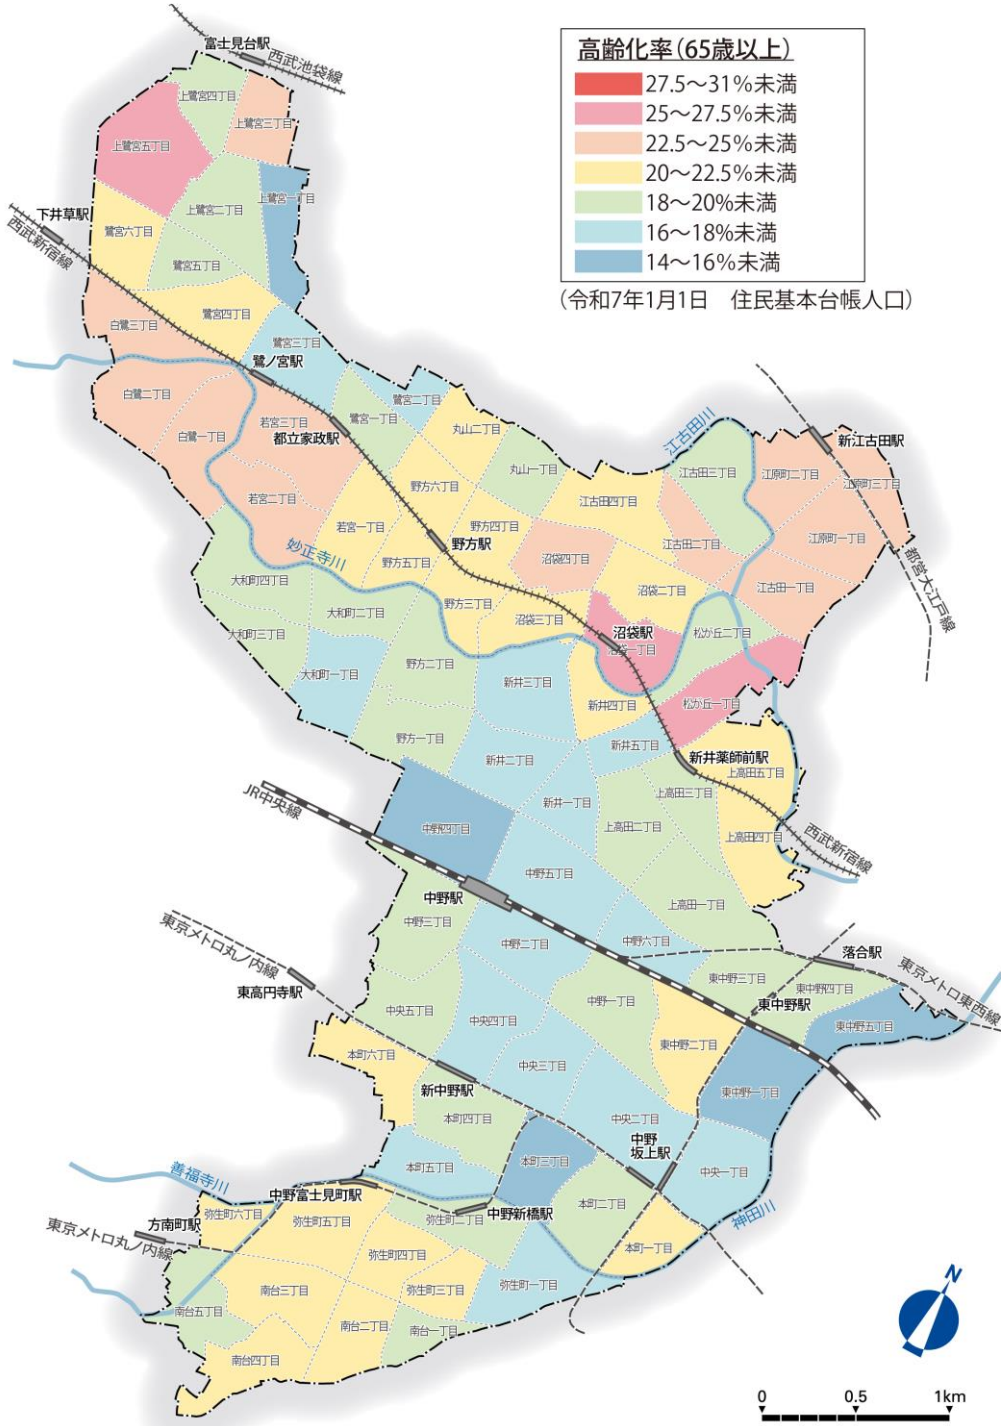 高齢化率(65歳以上)
27.5～31%未満
25～27.5%未満
22.5～25%未満
20～22.5%未満
18～20%未満
16～18%未満
14～16%未満
(令和7年1月1日　住民基本台帳人口)
富士見台駅
西武池袋線
上鷺宮四丁目
上鷺宮三丁目
上鷺宮五丁目
上鷺宮一丁目
上鷺宮二丁目
下井草駅
西武新宿線
鷺宮六丁目
鷺宮五丁目
鷺宮四丁目
白鷺三丁目
鷺宮三丁目
鷺ノ宮駅
白鷺二丁目
鷺宮二丁目
鷺宮一丁目
若宮三丁目
都立家政駅
白鷺一丁目
丸山二丁目
江古田川
新江古田駅
丸山一丁目
江古田三丁目
江原町二丁目
江原町三丁目
野方六丁目
若宮二丁目
江古田四丁目
若宮一丁目
野方四丁目
野方駅
江古田二丁目
江原町一丁目
妙正寺川
野方五丁目
沼袋四丁目
都営大江戸線
大和町四丁目
沼袋二丁目
江古田一丁目
大和町二丁目
野方三丁目
沼袋三丁目
大和町三丁目
沼袋駅
沼袋一丁目
松が丘二丁目
野方二丁目
大和町一丁目
新井三丁目
新井四丁目
松が丘一丁目
野方一丁目
新井五丁目
新井薬師前駅
新井二丁目
上高田五丁目
上高田三丁目
JR中央線
新井一丁目
中野四丁目
上高田二丁目
上高田四丁目
西武新宿線
中野五丁目
中野駅
上高田一丁目
中野三丁目
東京メトロ丸ノ内線
中野二丁目
中野六丁目
落合駅
東京メトロ東西線
東高円寺駅
東中野三丁目
東中野四丁目
中野一丁目
東中野駅
中央五丁目
中央四丁目
東中野五丁目
東中野二丁目
本町六丁目
中央三丁目
新中野駅
東中野一丁目
本町四丁目
中央二丁目
中野
坂上駅
本町五丁目
本町三丁目
中央一丁目
善福寺川
中野富士見町駅
本町二丁目
弥生町六丁目
中野新橋駅
神田川
方南町駅
弥生町五丁目
弥生町二丁目
東京メトロ丸ノ内線
弥生町四丁目
本町一丁目
弥生町一丁目
南台三丁目
弥生町三丁目
南台五丁目
南台二丁目
南台一丁目
南台四丁目
N
0 0.5 1km